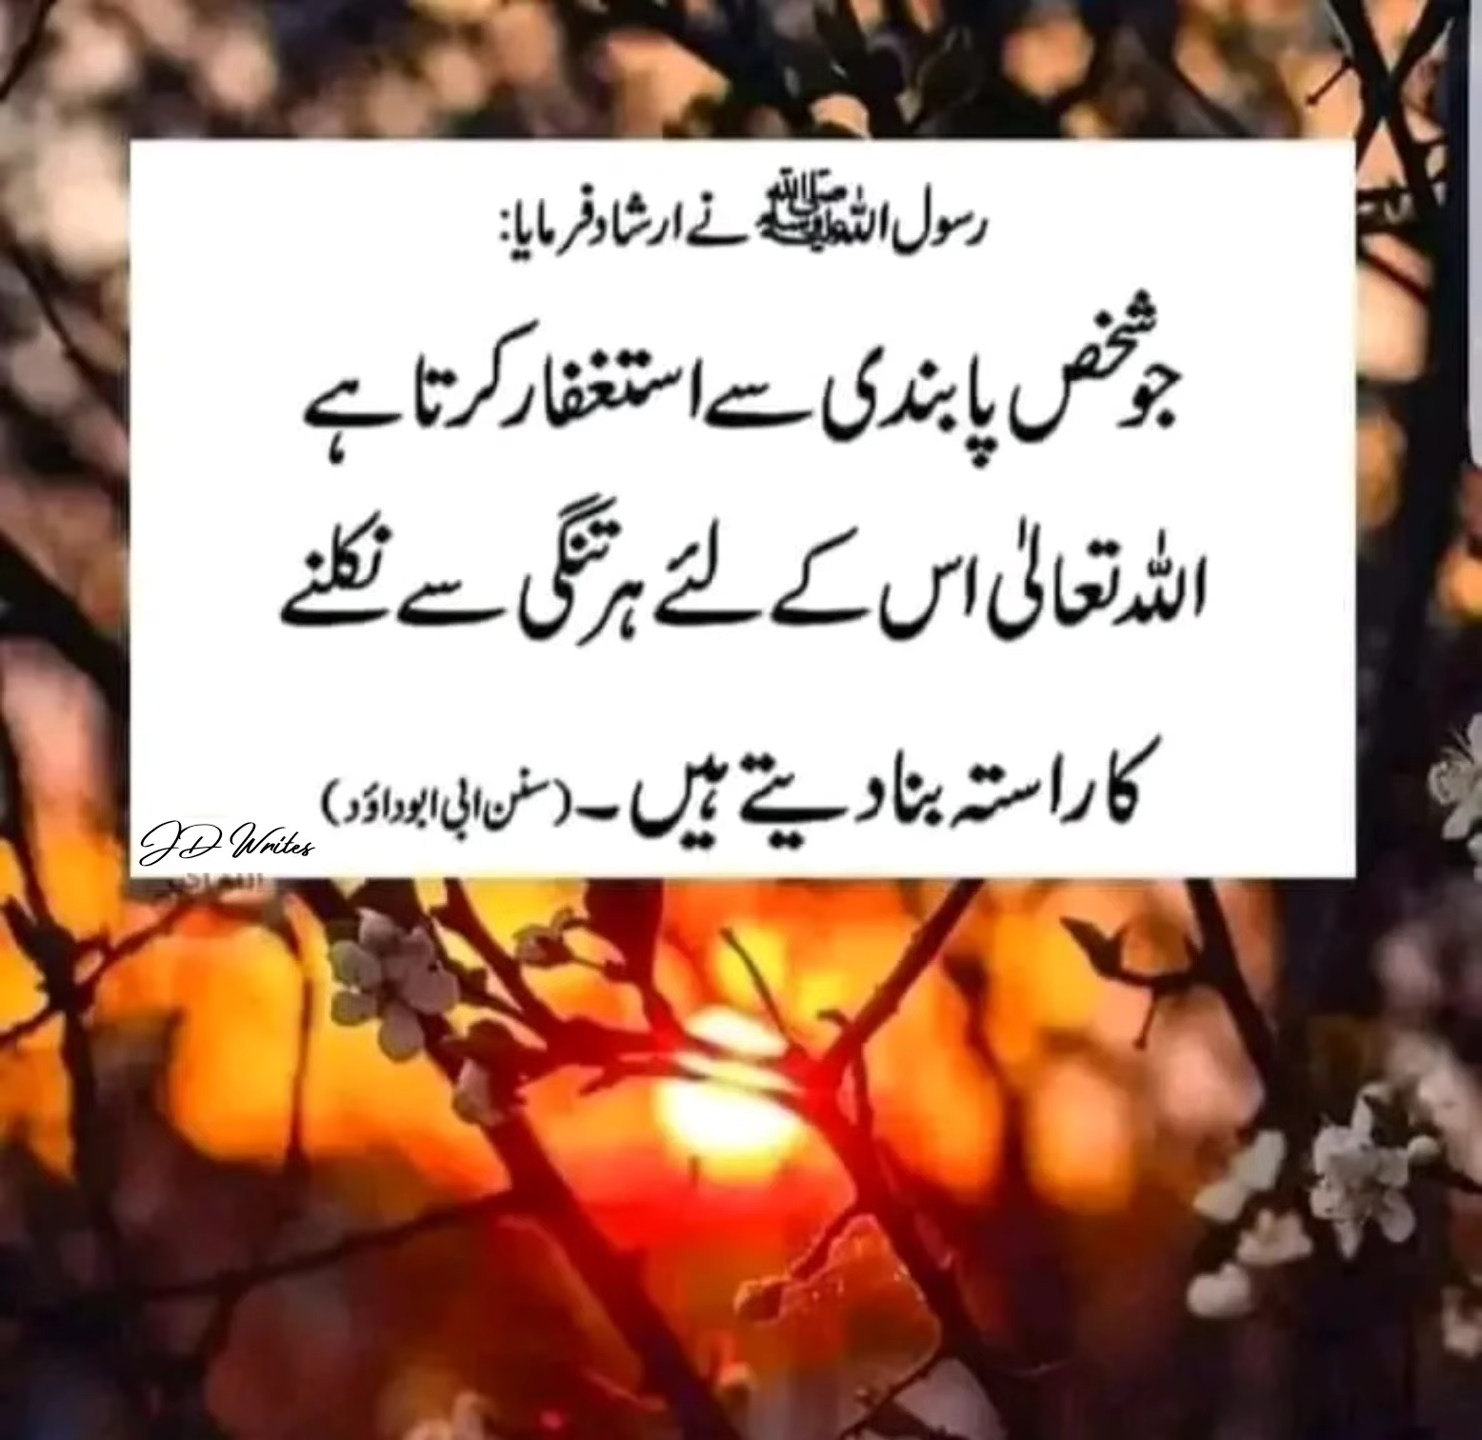 رسول اللہ ﷺ نے ارشاد فرمایا:
جو شخص پابندی سے استغفار کرتا ہے
اللہ تعالیٰ اس کے لئے ہر تنگی سے نکلنے
کا راستہ بنا دیتے ہیں۔ (سنن ابی ابوداؤد)
JD Writes